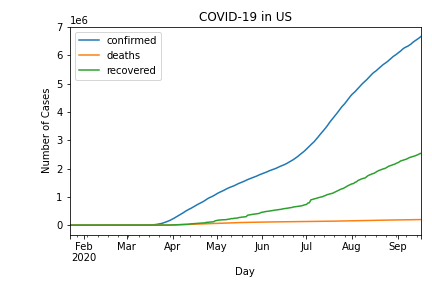 COVID-19 in US
1e6
confirmed
deaths
recovered
Number of Cases
7
6
5
4
3
2
1
0
Feb Mar Apr May Jun Jul Aug Sep
2020
Day